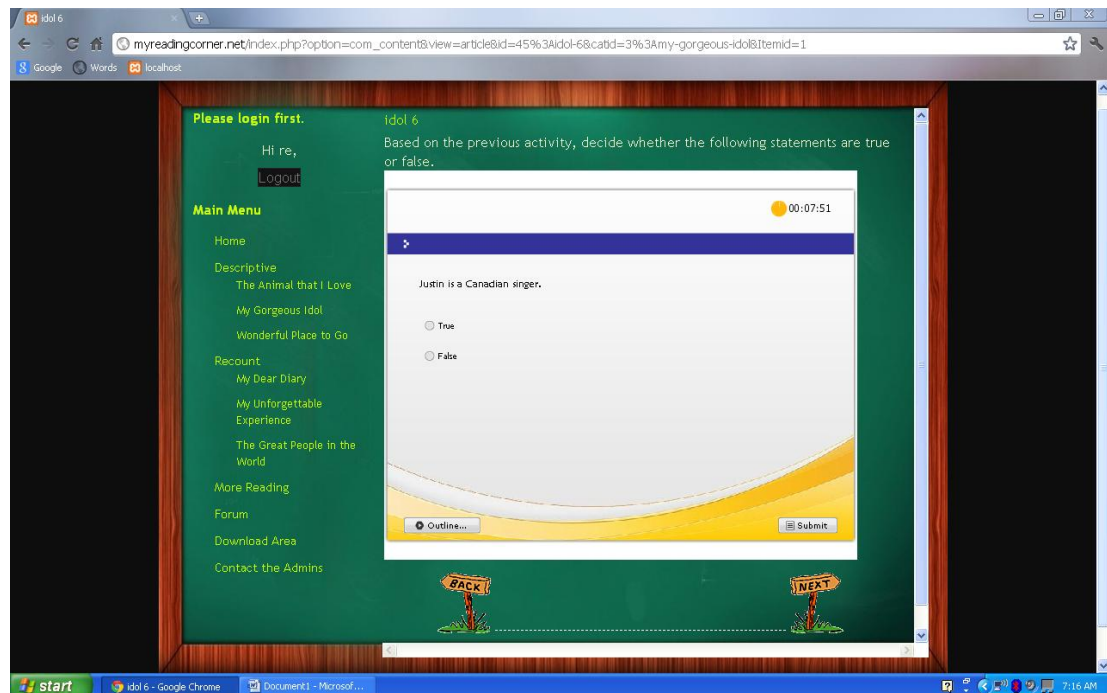 idol 6
myreadingcorner.net/index.php?option=com_content&view=article&id=45%3Aidol-6&catid=3%3Amy-gorgeous-idol&Itemid=1
Google Words localhost
Please login first.
Hi re,
Logout
Main Menu
Home
Descriptive
The Animal that I Love
My Gorgeous Idol
Wonderful Place to Go
Recount
My Dear Diary
My Unforgettable
Experience
The Great People in the
World
More Reading
Forum
Download Area
Contact the Admins
idol 6
Based on the previous activity, decide whether the following statements are true
or false.
00:07:51
Justin is a Canadian singer.
True
False
Outline...
Submit
BACK
NEXT
start
idol 6 - Google Chrome
Document1 - Microsof...
7:16 AM